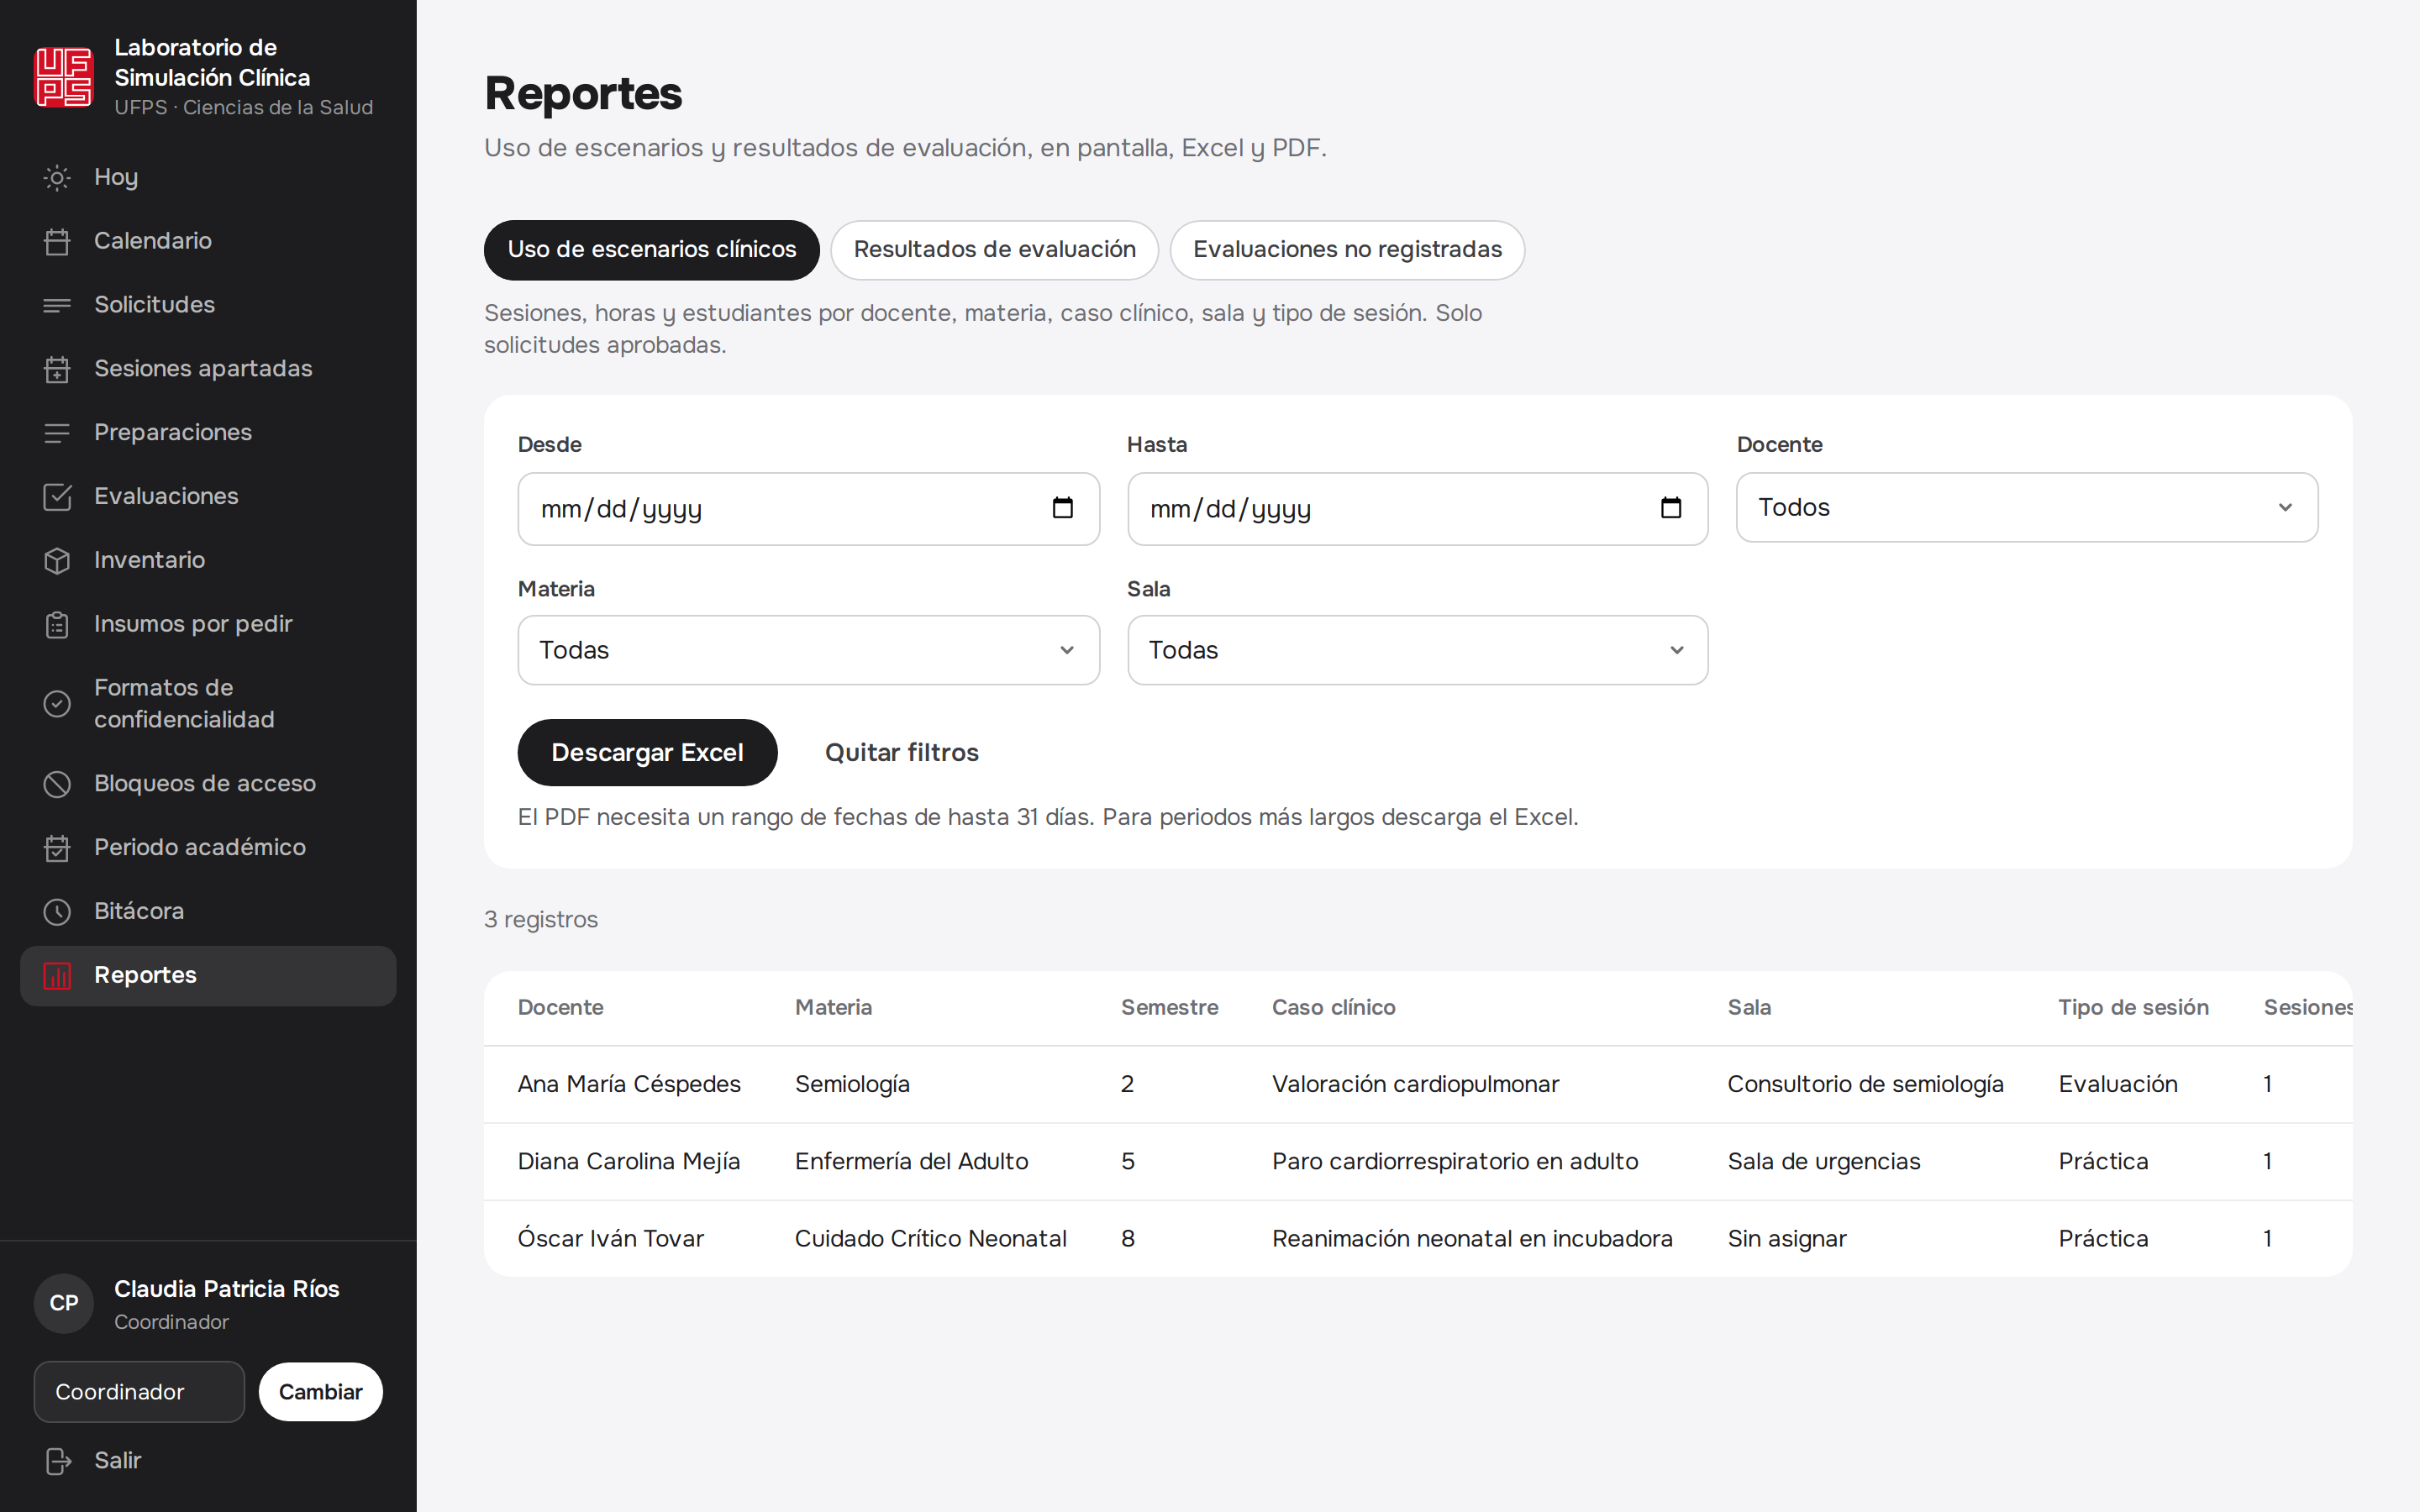 UFPS
Laboratorio de
Simulación Clínica
UFPS · Ciencias de la Salud
Hoy
Calendario
Solicitudes
Sesiones apartadas
Preparaciones
Evaluaciones
Inventario
Insumos por pedir
Formatos de
confidencialidad
Bloqueos de acceso
Periodo académico
Bitácora
Reportes
CP
Claudia Patricia Ríos
Coordinador
Coordinador Cambiar
Salir
Reportes
Uso de escenarios y resultados de evaluación, en pantalla, Excel y PDF.
Uso de escenarios clínicos Resultados de evaluación Evaluaciones no registradas
Sesiones, horas y estudiantes por docente, materia, caso clínico, sala y tipo de sesión. Solo
solicitudes aprobadas.
Desde Hasta Docente
mm/dd/yyyy mm/dd/yyyy Todos
Materia Sala
Todas Todas
Descargar Excel Quitar filtros
El PDF necesita un rango de fechas de hasta 31 días. Para periodos más largos descarga el Excel.
3 registros
Docente Materia Semestre Caso clínico Sala Tipo de sesión Sesiones
Ana María Céspedes Semiología 2 Valoración cardiopulmonar Consultorio de semiología Evaluación 1
Diana Carolina Mejía Enfermería del Adulto 5 Paro cardiorrespiratorio en adulto Sala de urgencias Práctica 1
Óscar Iván Tovar Cuidado Crítico Neonatal 8 Reanimación neonatal en incubadora Sin asignar Práctica 1